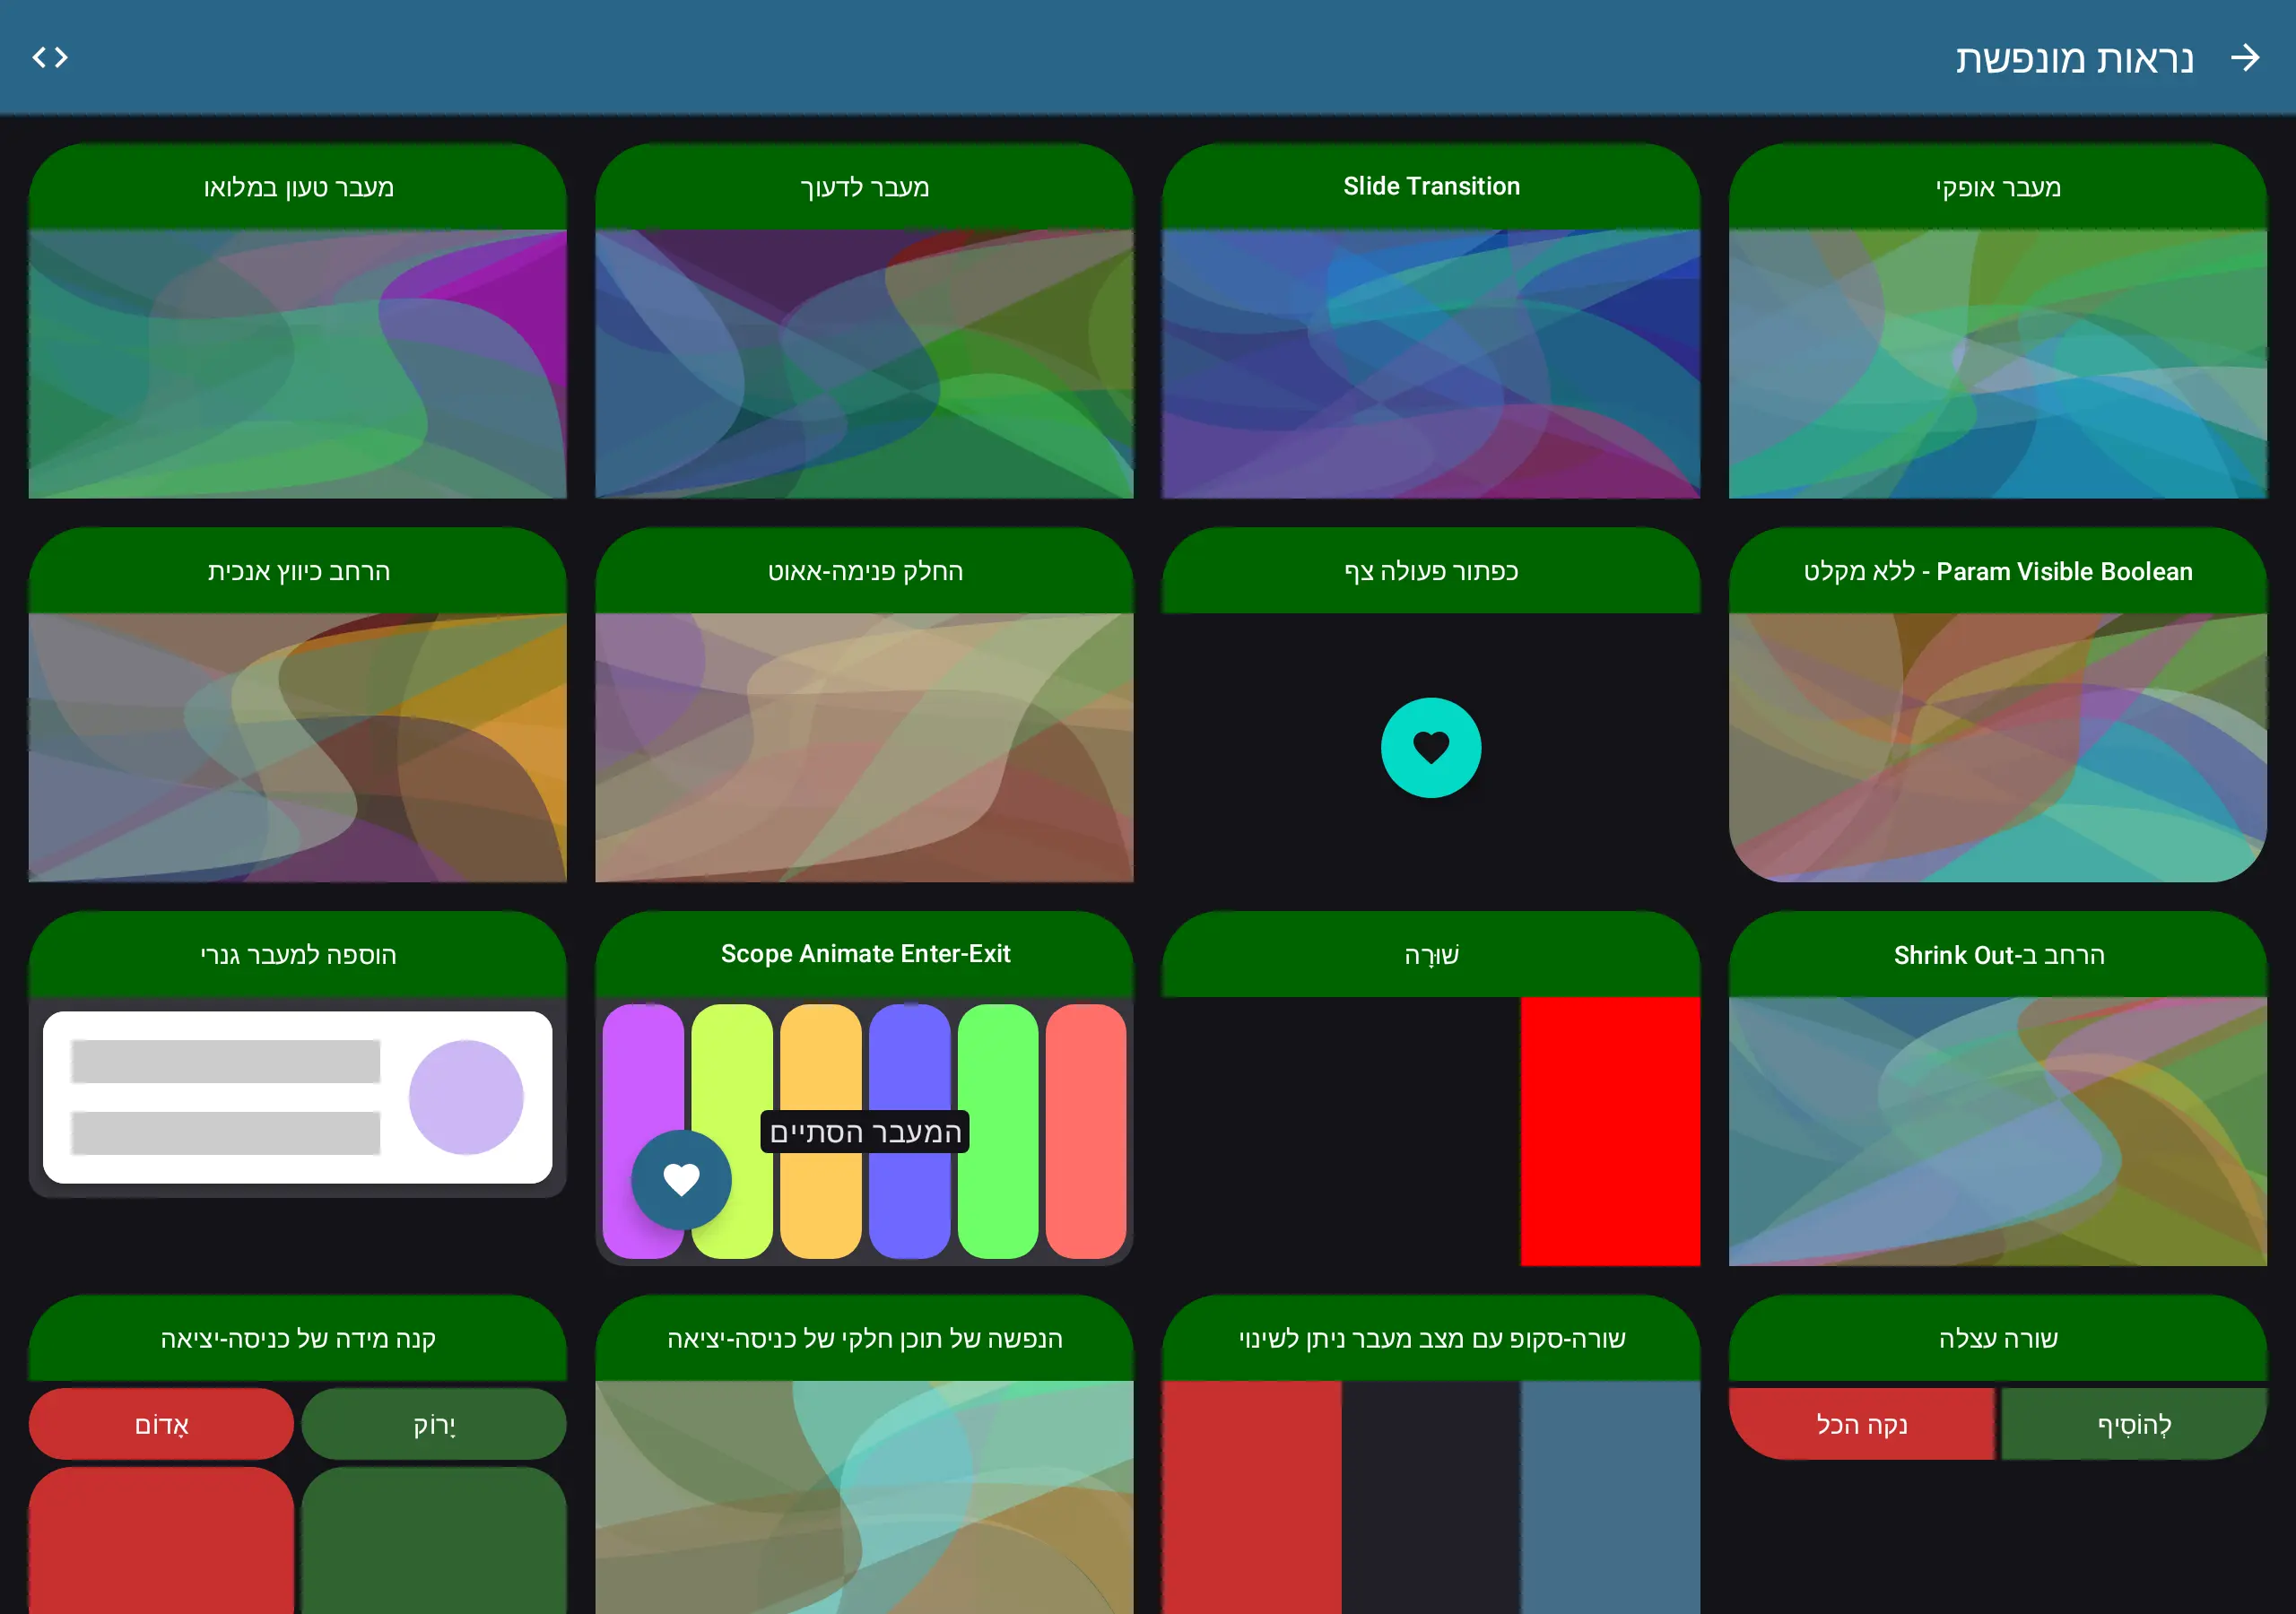 נראות מונפשת
מעבר אופקי
Slide Transition
מעבר לדעוך
מעבר טעון במלואו
Param Visible Boolean - ללא מקלט
כפתור פעולה צף
החלק פנימה-אאוט
הרחב כיווץ אנכית
הרחב ב-Shrink Out
שׁוּרָה
Scope Animate Enter-Exit
המעבר הסתיים
הוספה למעבר גנרי
שורה עצלה
לְהוֹסִיף
נקה הכל
שורה-סקופ עם מצב מעבר ניתן לשינוי
הנפשה של תוכן חלקי של כניסה-יציאה
קנה מידה של כניסה-יציאה
יָרוֹק
אָדוֹם